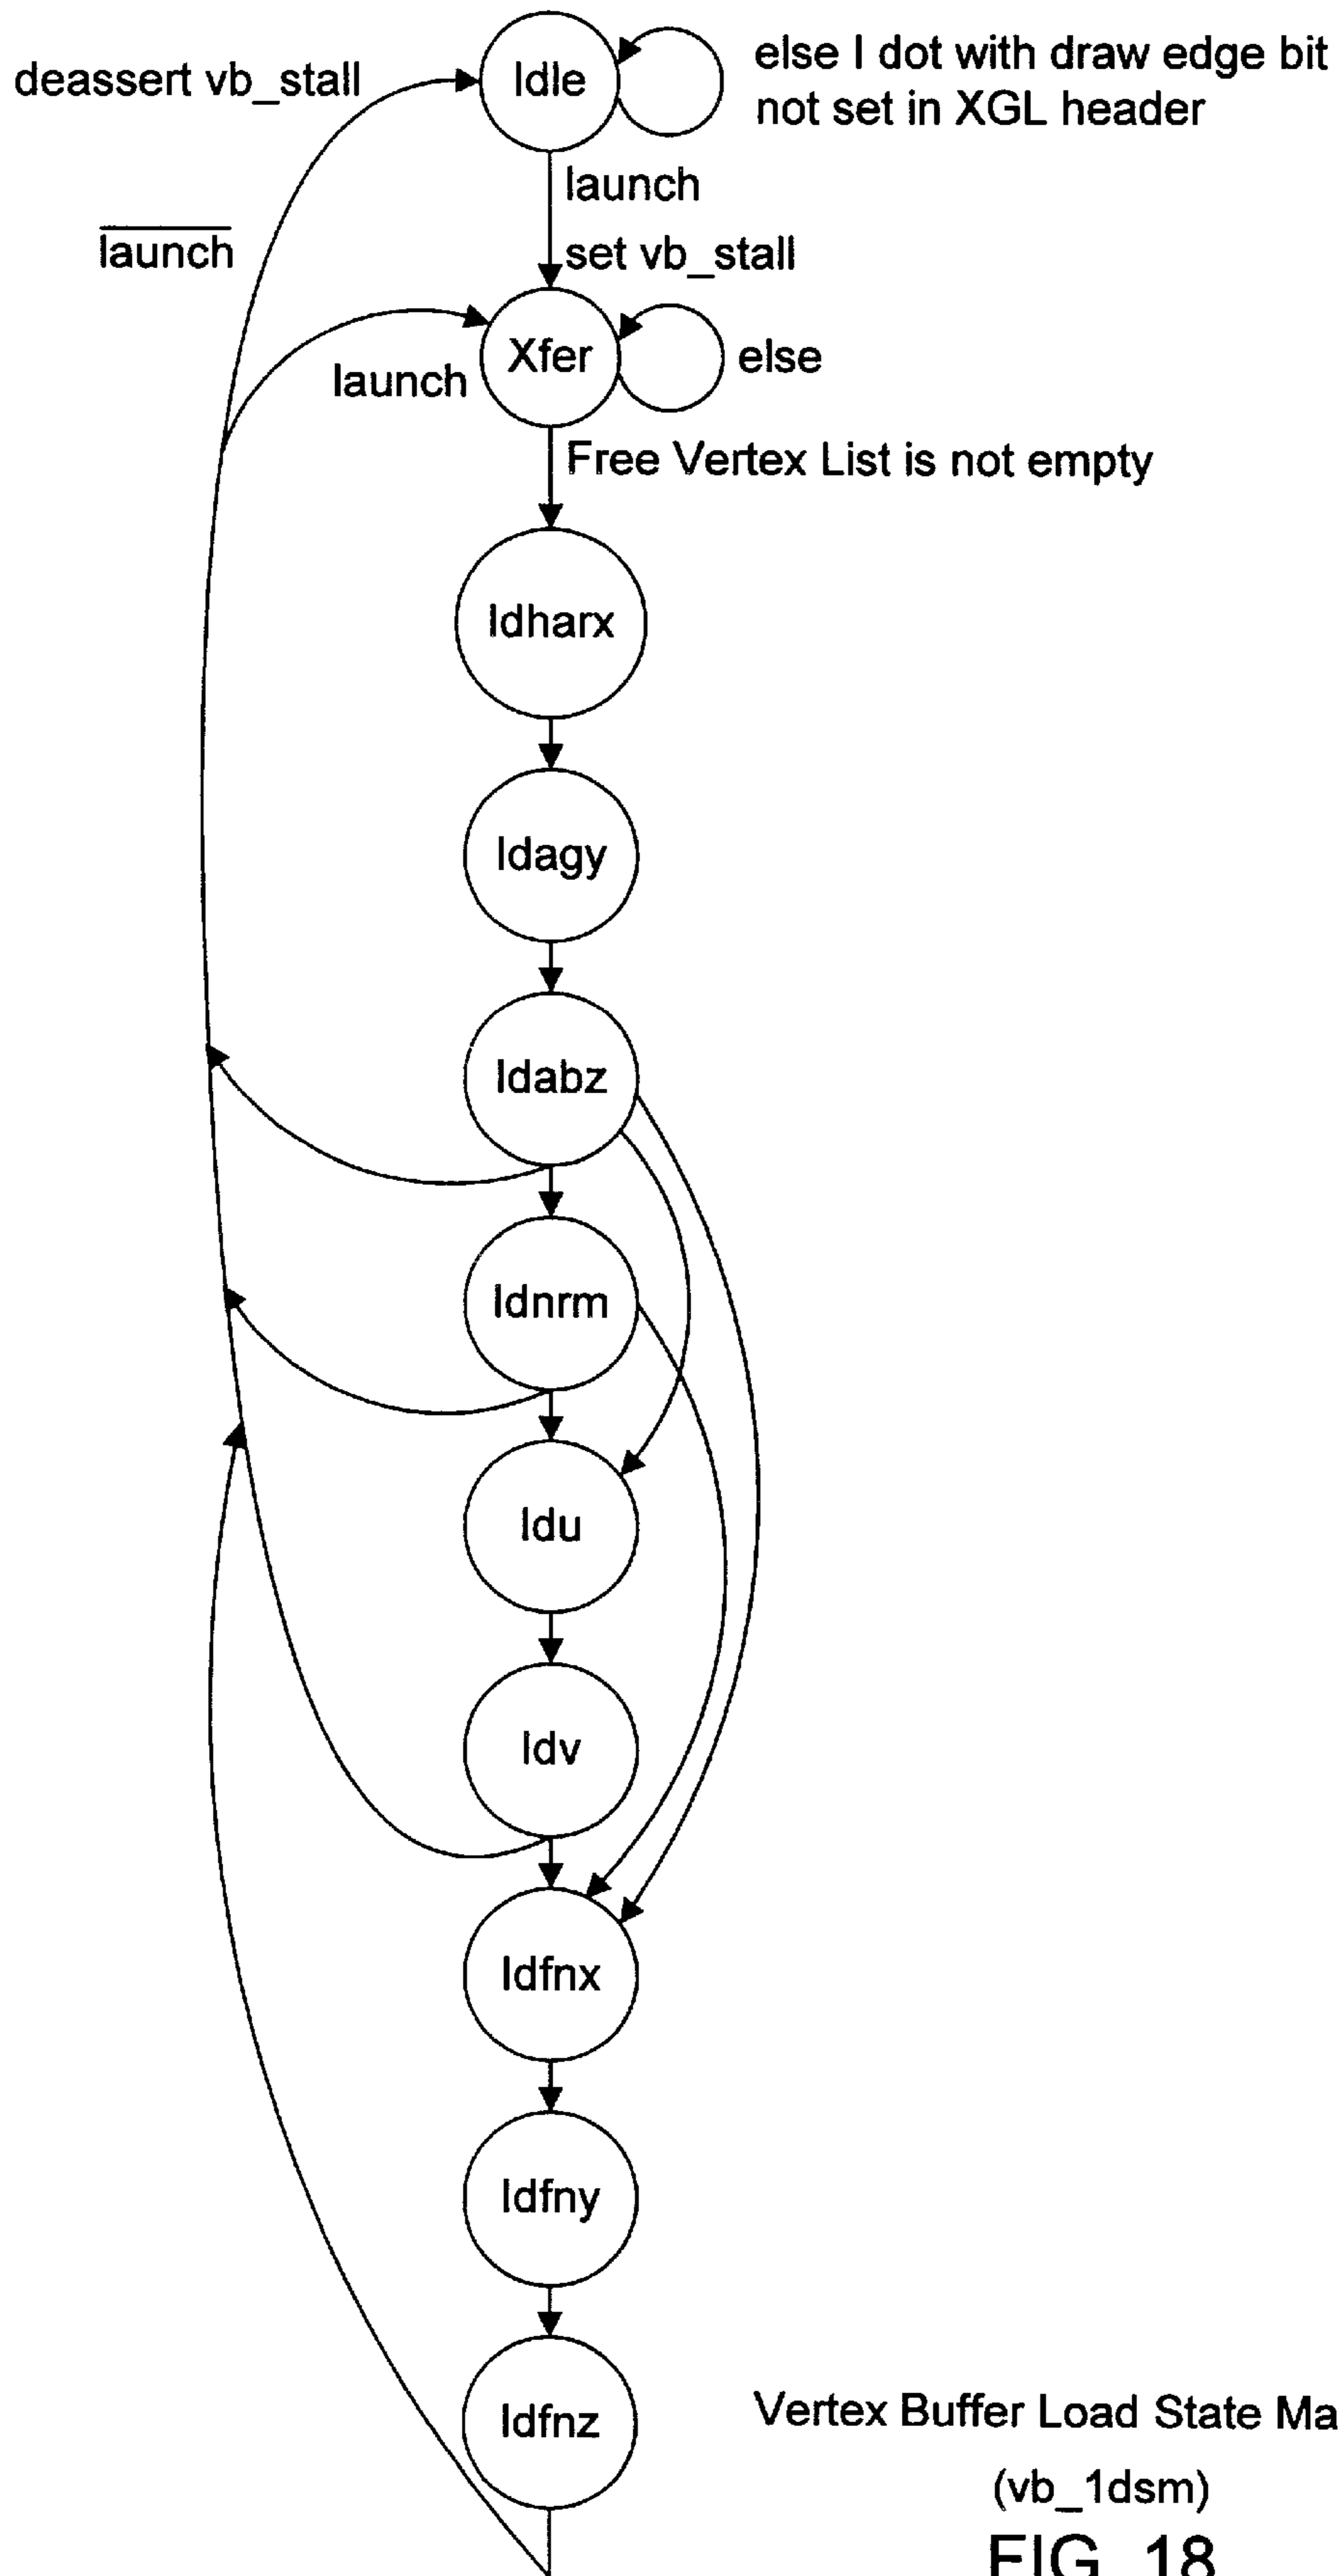 deassert vb_stall
Idle
else I dot with draw edge bit
not set in XGL header
launch
launch
set vb_stall
Xfer
else
launch
Free Vertex List is not empty
ldharx
ldagy
ldabz
ldnrm
ldu
ldv
ldfnx
ldfny
ldfnz
Vertex Buffer Load State Ma
(vb_1dsm)
FIG. 18